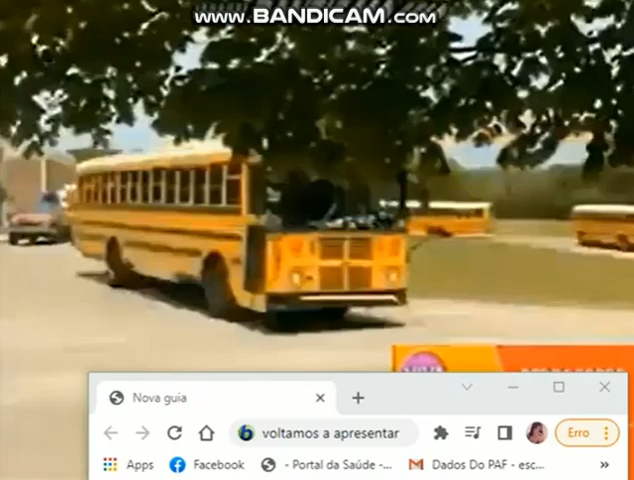 www.BANDICAM.com
Nova guia
voltamos a apresentar
Erro
Apps
Facebook
- Portal da Saúde -...
Dados Do PAF - esc...
»